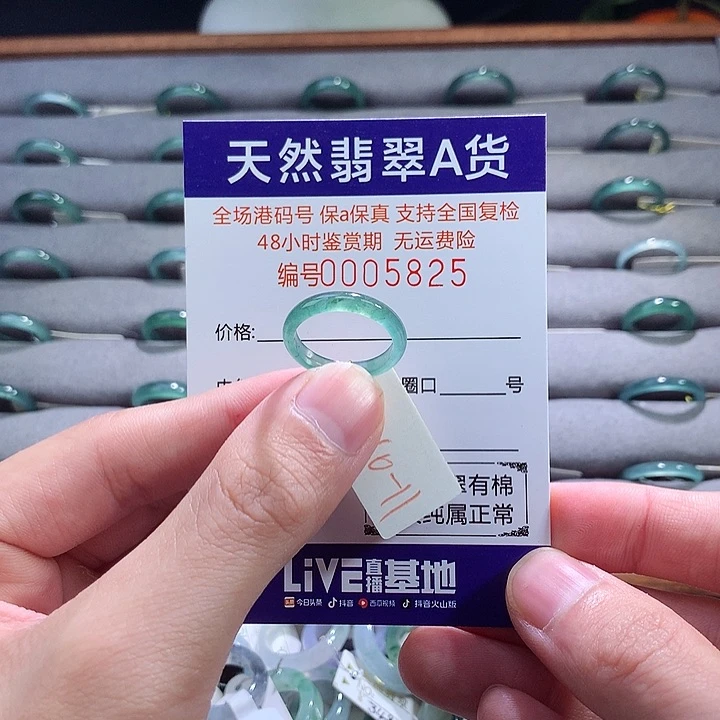 天然翡翠A货
全场港码号 保a保真 支持全国复检
48小时鉴赏期 无运费险
编号0005825
价格:
圈口 号
有棉
纯属正常
LiVE直播基地
今日头条 抖音 西瓜视频 抖音火山版